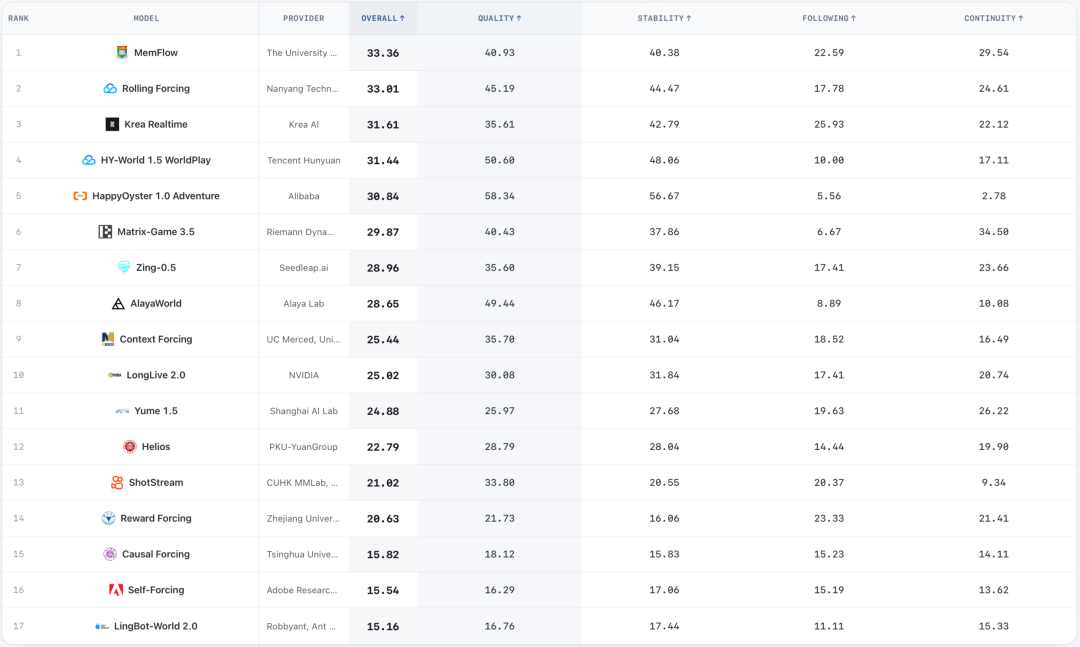 RANK MODEL PROVIDER OVERALL↑ QUALITY↑ STABILITY↑ FOLLOWING↑ CONTINUITY↑
1 MemFlow The University ... 33.36 40.93 40.38 22.59 29.54
2 Rolling Forcing Nanyang Techn... 33.01 45.19 44.47 17.78 24.61
3 Krea Realtime Krea AI 31.61 35.61 42.79 25.93 22.12
4 HY-World 1.5 WorldPlay Tencent Hunyuan 31.44 50.60 48.06 10.00 17.11
5 HappyOyster 1.0 Adventure Alibaba 30.84 58.34 56.67 5.56 2.78
6 Matrix-Game 3.5 Riemann Dyna... 29.87 40.43 37.86 6.67 34.50
7 Zing-0.5 Seedleap.ai 28.96 35.60 39.15 17.41 23.66
8 AlayaWorld Alaya Lab 28.65 49.44 46.17 8.89 10.08
9 Context Forcing UC Merced, Uni... 25.44 35.70 31.04 18.52 16.49
10 LongLive 2.0 NVIDIA 25.02 30.08 31.84 17.41 20.74
11 Yume 1.5 Shanghai AI Lab 24.88 25.97 27.68 19.63 26.22
12 Helios PKU-YuanGroup 22.79 28.79 28.04 14.44 19.90
13 ShotStream CUHK MMLab, ... 21.02 33.80 20.55 20.37 9.34
14 Reward Forcing Zhejiang Univer... 20.63 21.73 16.06 23.33 21.41
15 Causal Forcing Tsinghua Unive... 15.82 18.12 15.83 15.23 14.11
16 Self-Forcing Adobe Researc... 15.54 16.29 17.06 15.19 13.62
17 LingBot-World 2.0 Robbyant, Ant ... 15.16 16.76 17.44 11.11 15.33